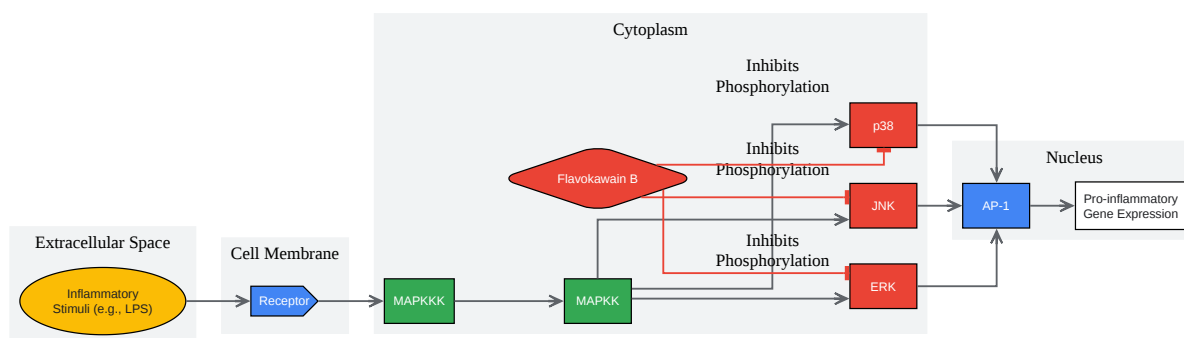 Cytoplasm
Inhibits
Phosphorylation
p38
Inhibits
Phosphorylation
Nucleus
Flavokawain B
JNK
AP-1
Pro-inflammatory
Gene Expression
Extracellular Space
Cell Membrane
Inhibits
Phosphorylation
Inflammatory
Stimuli (e.g., LPS)
Receptor
MAPKKK
MAPKK
ERK